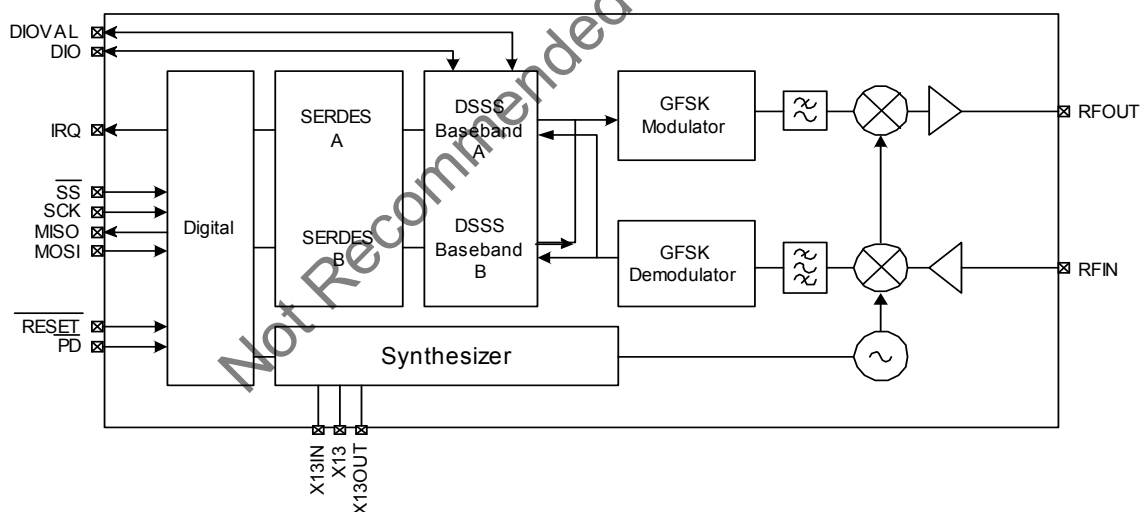 DIOVAL
DIO
IRQ
SS
SCK
MISO
MOSI
RESET
PD
Digital
SERDES
A
SERDES
B
DSSS
Baseband
A
DSSS
Baseband
B
GFSK
Modulator
GFSK
Demodulator
Synthesizer
RFOUT
RFIN
X13IN
X13
X13OUT
Not Recommended